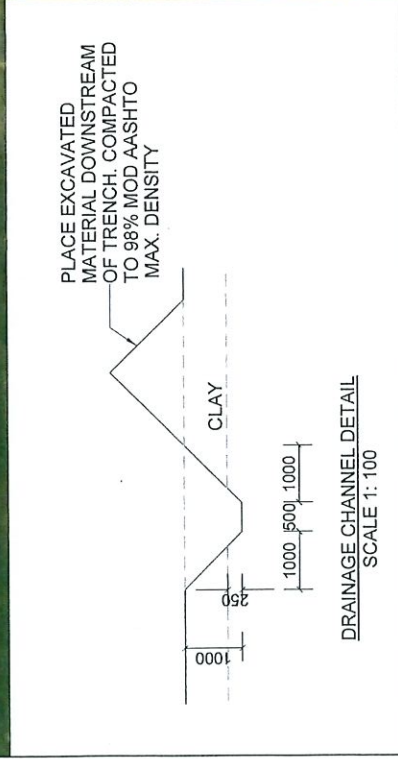 PLACE EXCAVATED
MATERIAL DOWNSTREAM
OF TRENCH. COMPACTED
TO 98% MOD AASHTO
MAX. DENSITY
CLAY
250
1000
1000 500 1000
DRAINAGE CHANNEL DETAIL
SCALE 1: 100